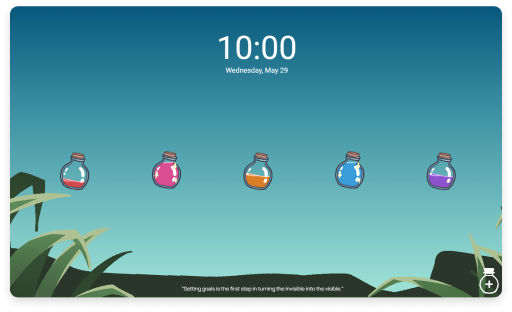 10:00
Wednesday, May 29
"Setting goals is the first step in turning the invisible into the visible."